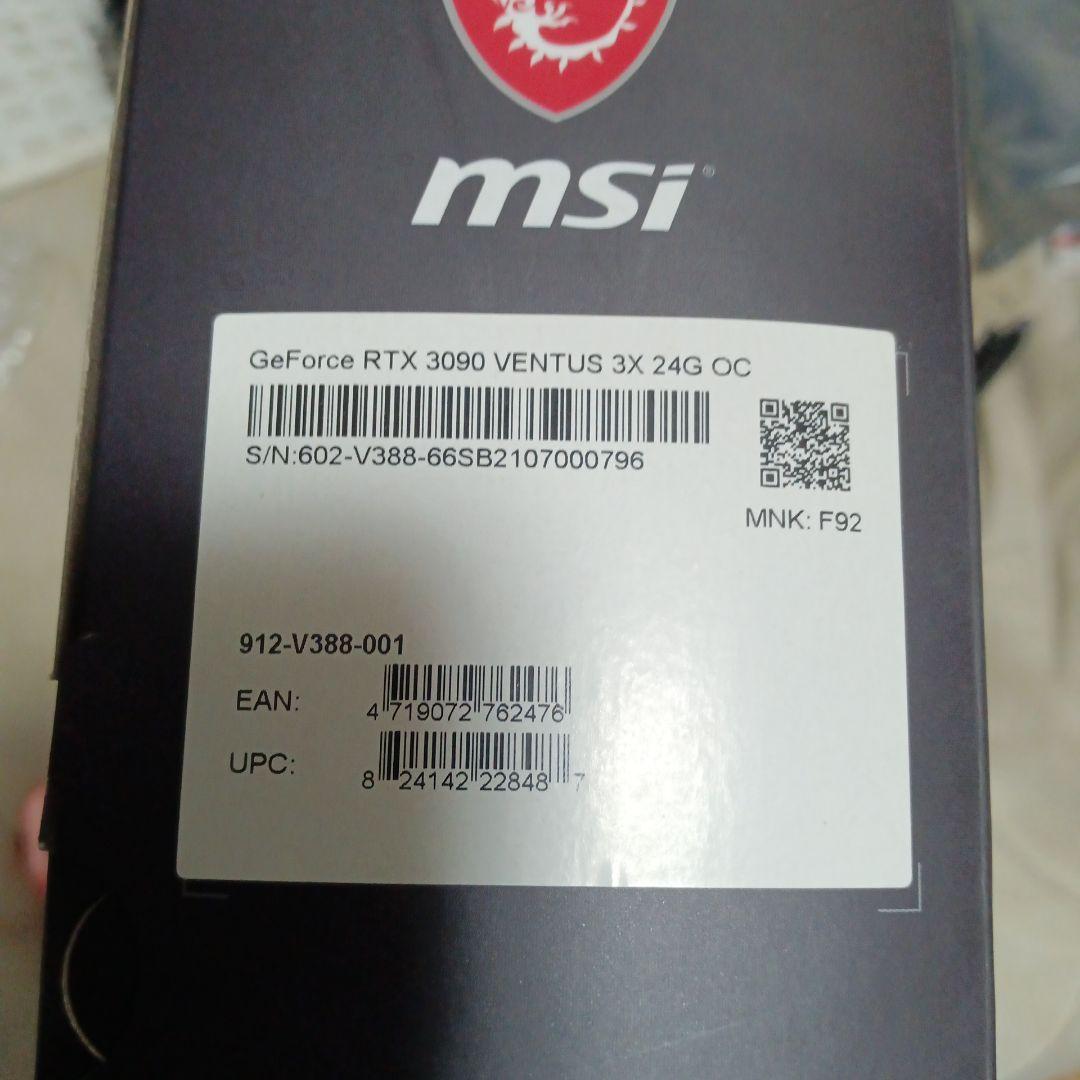 msi®
GeForce RTX 3090 VENTUS 3X 24G OC
S/N:602-V388-66SB2107000796
MNK: F92
912-V388-001
EAN: 4 719072 762476
UPC: 8 24142 22848 7